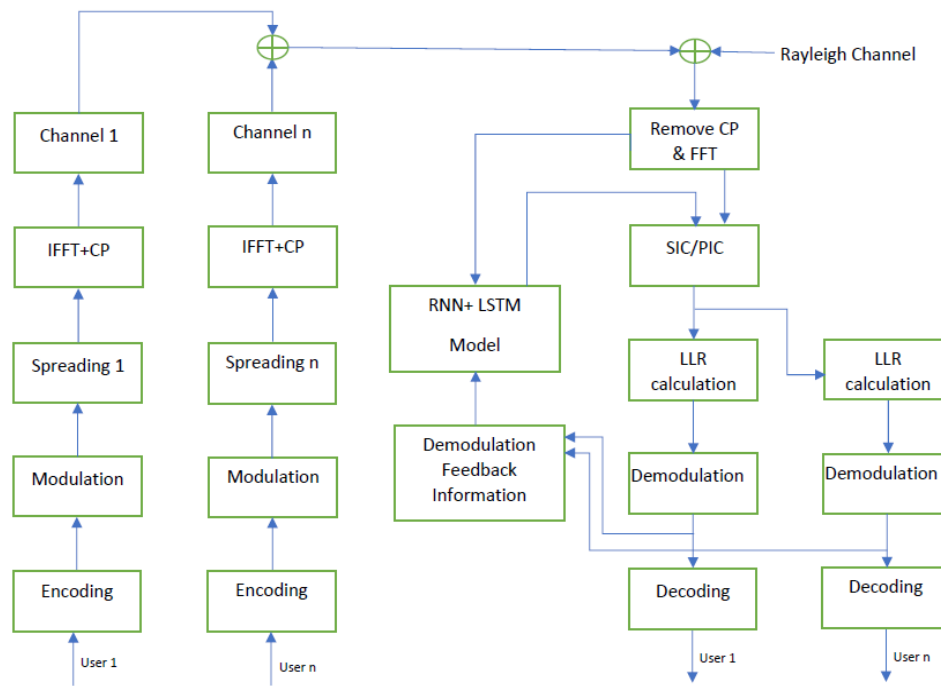 Rayleigh Channel
Channel 1
Channel n
Remove CP
& FFT
IFFT+CP
IFFT+CP
SIC/PIC
RNN+ LSTM
Model
Spreading 1
Spreading n
LLR
calculation
LLR
calculation
Demodulation
Feedback
Information
Modulation
Modulation
Demodulation
Demodulation
Encoding
Encoding
Decoding
Decoding
User 1
User n
User 1
User n